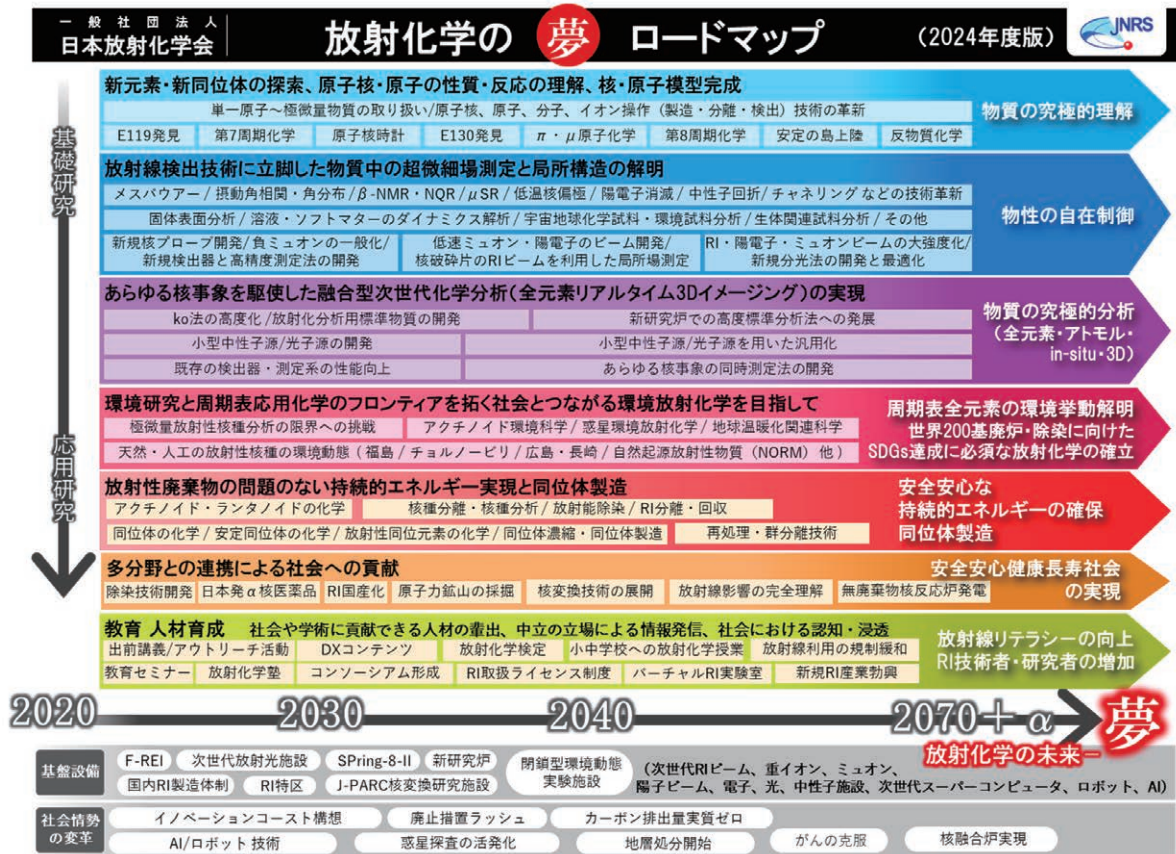 一般社団法人
日本放射化学会
放射化学の 夢 ロードマップ
（2024年度版）
JNRS
基礎研究
応用研究
新元素・新同位体の探索、原子核・原子の性質・反応の理解、核・原子模型完成
単一原子～極微量物質の取り�い/原子核、原子、分子、イオン操作（製造・分離・検出）技術の革新
E119発見
第7周期化学
原子核時計
E130発見
π・μ原子化学
第8周期化学
安定の島上陸
反物質化学
物質の究極的理解
放射線検出技術に立脚した物質中の超微細場測定と局所構造の解明
メスバウアー/摂動角相関・角分布/β-NMR・NQR/μSR/低温核偏極/陽電子消滅/中性子回折/チャネリング などの技術革新
固体表面分析/溶液・ソフトマターのダイナミクス解析/宇宙地球化学試料・環境試料分析/生体関連試料分析/その他
新規核プローブ開発/負ミュオンの一般化/
新規検出器と高精度測定法の開発
低速ミュオン・陽電子のビーム開発/
核破砕片のRIビームを利用した局所場測定
RI・陽電子・ミュオンビームの大強度化/
新規分光法の開発と最適化
物性の自在制御
あらゆる核事象を駆使した融合型次世代化学分析（全元素リアルタイム3Dイメージング）の実現
ko法の高度化/放射化分析用標準物質の開発
新研究炉での高度標準分析法への発展
小型中性子源/光子源の開発
小型中性子源/光子源を用いた汎用化
既存の検出器・測定系の性能向上
あらゆる核事象の同時測定法の開発
物質の究極的分析
（全元素・アトモル・
in-situ・3D）
環境研究と周期表応用化学のフロンティアを拓く社会とつながる環境放射化学を目指して
極微量放射性核種分析の限界への挑戦
アクチノイド環境科学/惑星環境放射化学/地球温暖化関連科学
天然・人工の放射性核種の環境動態（福島/チョルノービリ/広島・長崎/自然起源放射性物質（NORM）他）
周期表全元素の環境挙動解明
世界200基廃炉・除染に向けた
SDGs達成に必須な放射化学の確立
放射性廃棄物の問題のない持続的エネルギー実現と同位体製造
アクチノイド・ランタノイドの化学
核種分離・核種分析/放射能除染/RI分離・回収
同位体の化学/安定同位体の化学/放射性同位元素の化学/同位体濃縮・同位体製造
再処理・群分離技術
安全安心な
持続的エネルギーの確保
同位体製造
多分野との連携による社会への貢献
除染技術開発
日本発α核医薬品
RI国産化
原子力鉱山の採掘
核変換技術の展開
放射線影響の完全理解
無廃棄物核反応炉発電
安全安心健康長寿社会
の実現
教育 人材育成 社会や学術に貢献できる人材の輩出、中立の立場による情報発信、社会における認知・浸透
出前講義/アウトリーチ活動
DXコンテンツ
放射化学検定
小中学校への放射化学授業
放射線利用の規制緩和
教育セミナー
放射化学塾
コンソーシアム形成
RI取扱ライセンス制度
バーチャルRI実験室
新規RI産業勃興
放射線リテラシーの向上
RI技術者・研究者の増加
2020
2030
2040
2070＋α
夢
放射化学の未来ー
基盤設備
F-REI
次世代放射光施設
SPring-8-II
新研究炉
国内RI製造体制
RI特区
J-PARC核変換研究施設
閉鎖型環境動態
実験施設
（次世代RIビーム、重イオン、ミュオン、
陽子ビーム、電子、光、中性子施設、次世代スーパーコンピュータ、ロボット、AI）
社会情勢
の変革
イノベーションコースト構想
廃止措置ラッシュ
カーボン排出量実質ゼロ
AI/ロボット 技術
惑星探査の活発化
地層処分開始
がんの克服
核融合炉実現